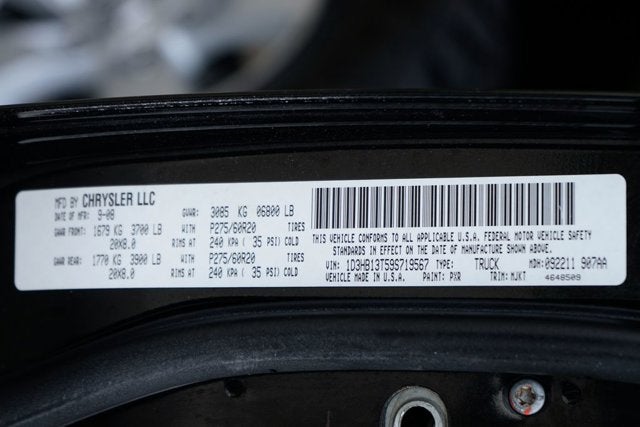 MFD BY CHRYSLER LLC
DATE OF MFR 9-08 GVWR: 3085 KG 06800 LB
GAWR FRONT: 1679 KG 3700 LB WITH P275/60R20 TIRES
20X8.0 RIMS AT 240 KPA ( 35 PSI) COLD
GAWR REAR: 1770 KG 3900 LB WITH P275/60R20 TIRES
20X8.0 RIMS AT 240 KPA ( 35 PSI) COLD
THIS VEHICLE CONFORMS TO ALL APPLICABLE U.S.A. FEDERAL MOTOR VEHICLE SAFETY
STANDARDS IN EFFECT ON THE DATE OF MANUFACTURE SHOWN ABOVE.
VIN: 1D3HB13T59S719567 TYPE: TRUCK MDH: 092211 907AA
VEHICLE MADE IN U.S.A. PAINT: PXR TRIM: MJKT 4648509